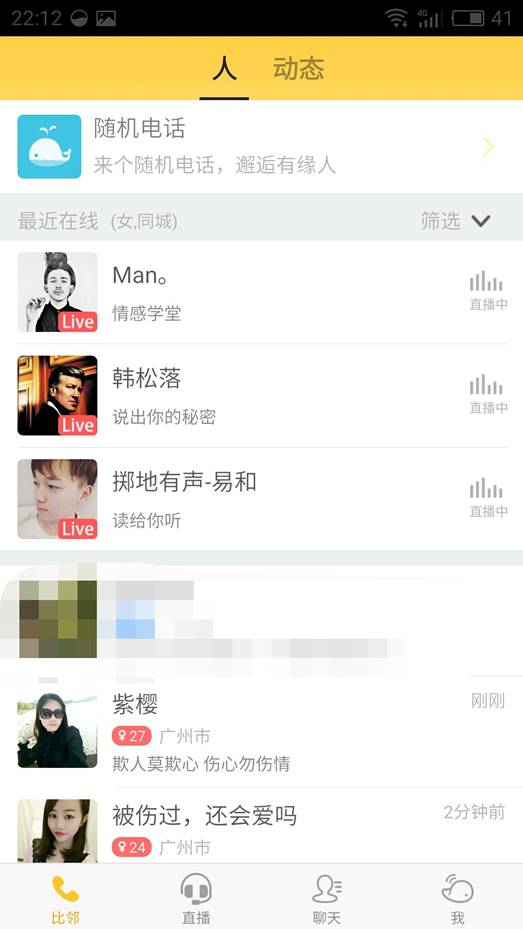 22:12 4G 41
人 动态
随机电话
来个随机电话，邂逅有缘人
最近在线 (女,同城) 筛选
Man。
情感学堂
Live
直播中
韩松落
说出你的秘密
Live
直播中
掷地有声-易和
读给你听
Live
直播中
紫樱 刚刚
♀27 广州市
欺人莫欺心 伤心勿伤情
被伤过，还会爱吗 2分钟前
♀24 广州市
比邻 直播 聊天 我